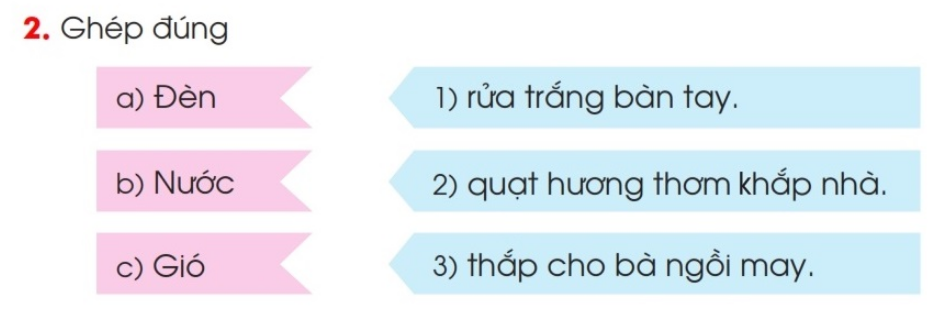 2. Ghép đúng
a) Đèn
1) rửa trắng bàn tay.
b) Nước
2) quạt hương thơm khắp nhà.
c) Gió
3) thắp cho bà ngồi may.